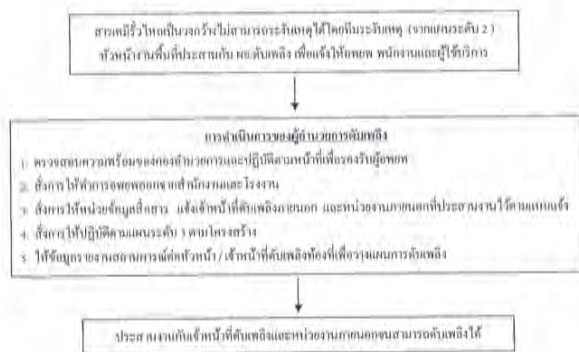 สารเคมีรั่วไหลเป็นวงกว้างไม่สามารถระงับเหตุได้โดยทีมระงับเหตุ (จากแผนระดับ 2 )
หัวหน้างานพื้นที่ประสานกับ ผอ.ดับเพลิง เพื่อแจ้งให้อพยพ พนักงานและผู้ใช้บริการ
การดำเนินการของผู้อำนวยการดับเพลิง
1. ตรวจสอบความพร้อมของกองอำนวยการและปฏิบัติตามหน้าที่เพื่อรองรับผู้อพยพ
2. สั่งการให้ทำการอพยพออกจากสำนักงานและโรงงาน
3. สั่งการให้หน่วยข้อมูลสื่อสาร แจ้งเจ้าหน้าที่ดับเพลิงภายนอก และหน่วยงานภายนอกที่ประสานงานไว้ตามแบบแจ้ง
4. สั่งการให้ปฏิบัติตามแผนระดับ 3 ตามโครงสร้าง
5. ให้ข้อมูลรายงานสถานการณ์ต่อหัวหน้า / เจ้าหน้าที่ดับเพลิงท้องที่เพื่อวางแผนการดับเพลิง
ประสานงานกับเจ้าหน้าที่ดับเพลิงและหน่วยงานภายนอกจนสามารถดับเพลิงได้